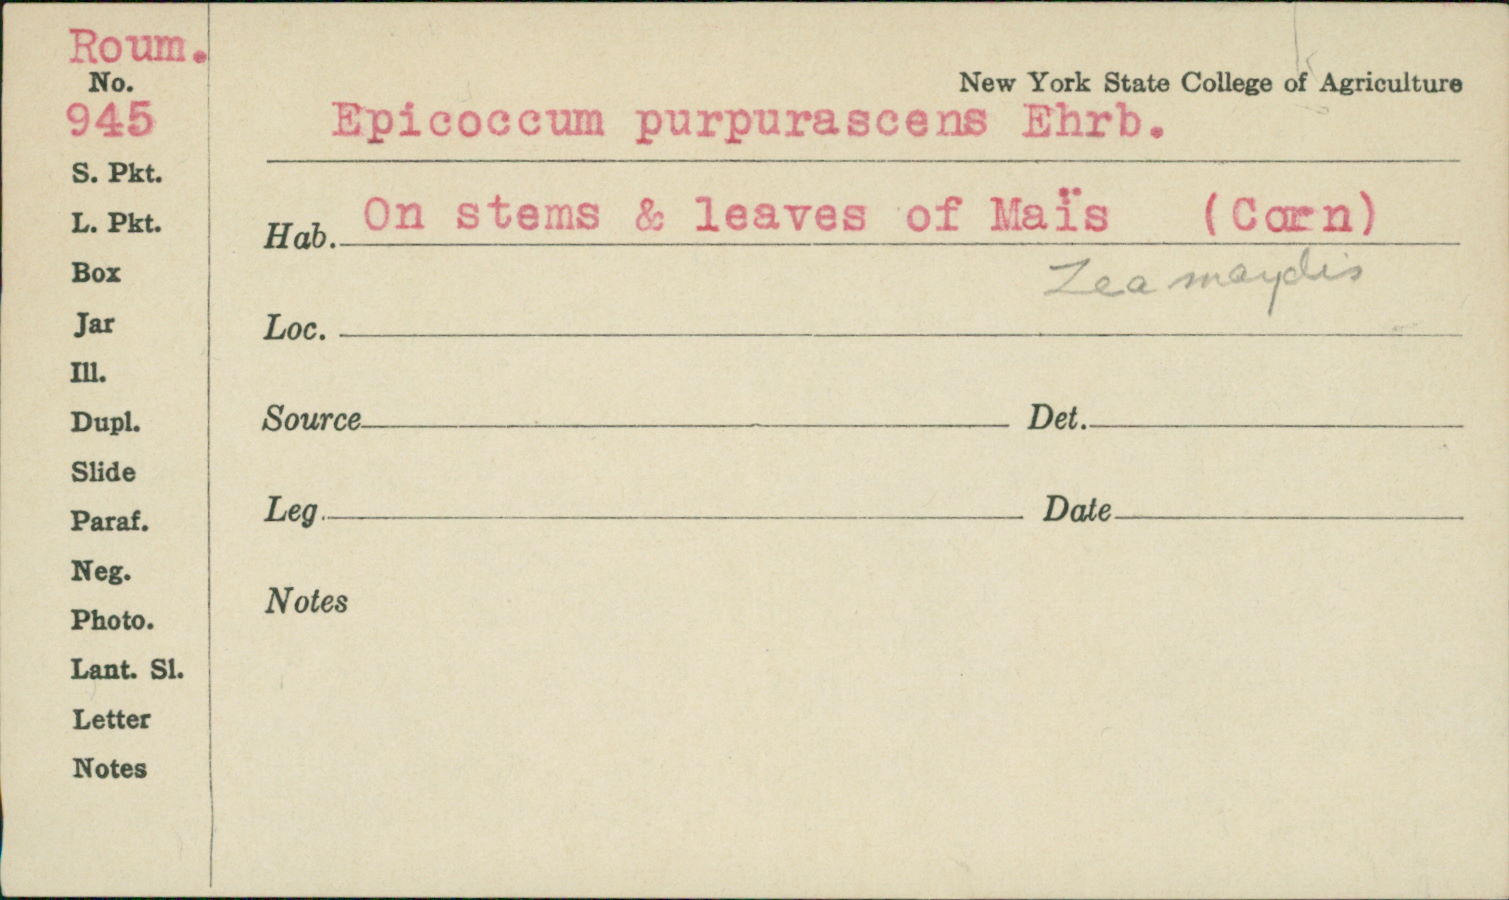 Roum.
No.
945
S. Pkt.
L. Pkt.
Box
Jar
Ill.
Dupl.
Slide
Paraf.
Neg.
Photo.
Lant. Sl.
Letter
Notes
New York State College of Agriculture
Epicoccum purpurascens Ehrb.
Hab. On stems & leaves of Maïs (Corn)
Zea maydis
Loc.
Source Det.
Leg. Date
Notes